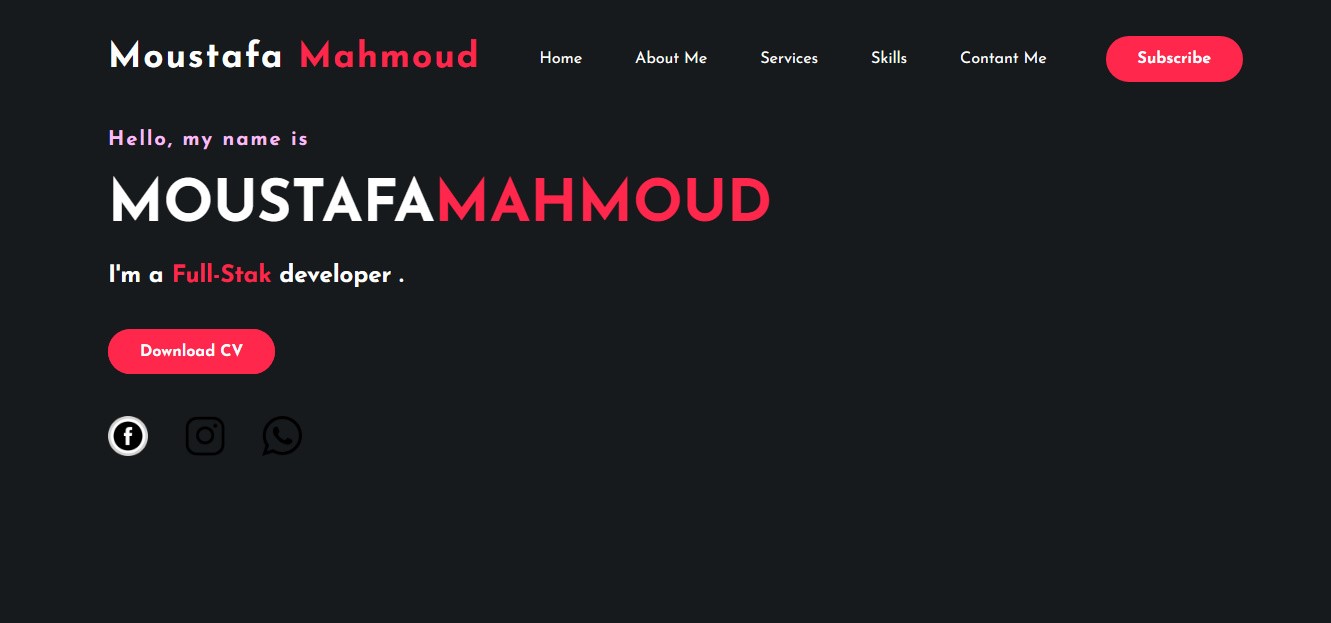 Moustafa Mahmoud Home About Me Services Skills Contant Me Subscribe
Hello, my name is
MOUSTAFAMAHMOUD
I'm a Full-Stak developer .
Download CV